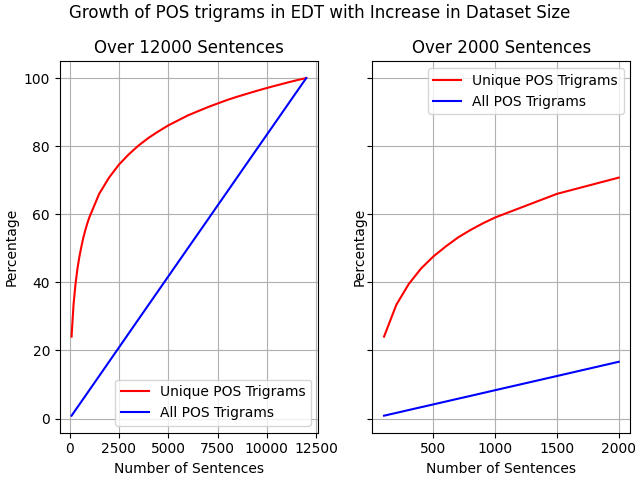 Growth of POS trigrams in EDT with Increase in Dataset Size
Over 12000 Sentences
100
80
60
40
20
0
Percentage
Unique POS Trigrams
All POS Trigrams
0 2500 5000 7500 10000 12500
Number of Sentences
Over 2000 Sentences
Unique POS Trigrams
All POS Trigrams
Percentage
500 1000 1500 2000
Number of Sentences